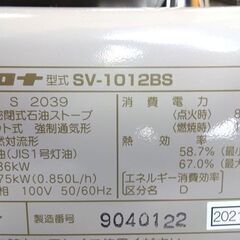 ロナ 型式 SV-1012BS
S 2039
密閉式石油ストーブ
ット式 強制通気形
然対流形
油(JIS1号灯油)
86kW
75kW(0.850L/h)
相 100V 50/60Hz
消費電力
(点火時)
(燃焼時)
58.7%(最小
67.0%(最大
[エネルギー消費効率]
区分名 D
製造番号 9040122
2021